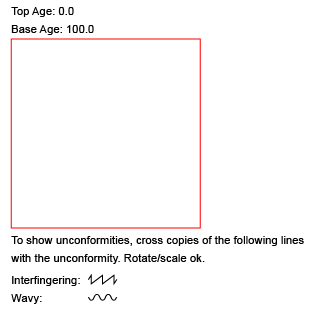 Top Age: 0.0
Base Age: 100.0
To show unconformities, cross copies of the following lines
with the unconformity. Rotate/scale ok.
Interfingering:
Wavy: